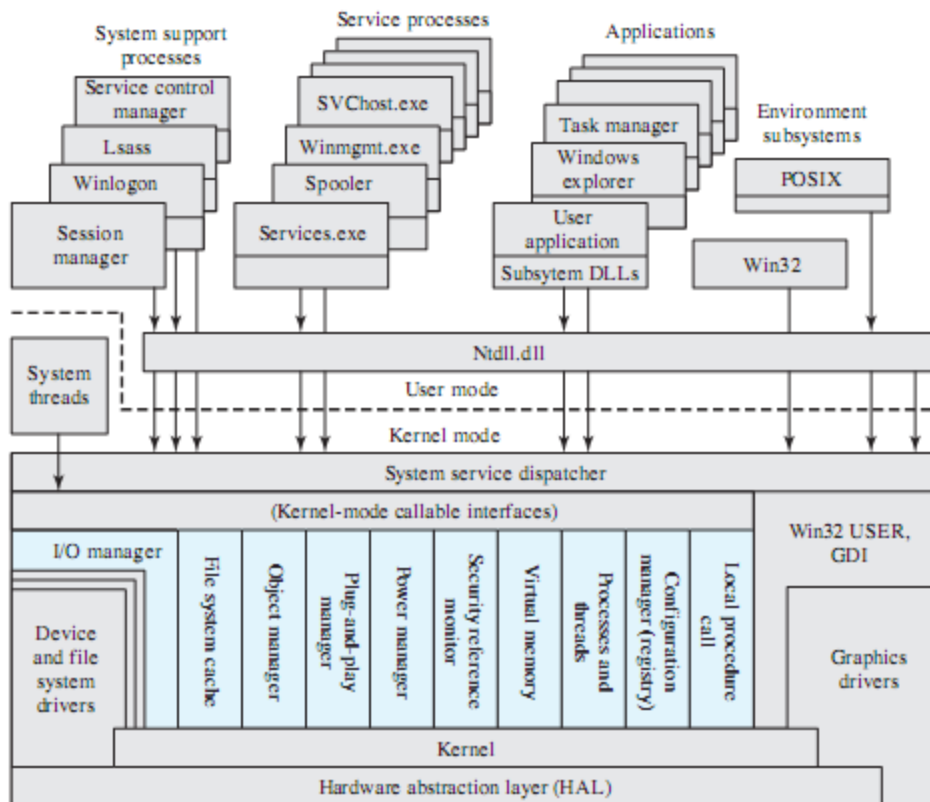 System support
processes
Service processes
Applications
Environment
subsystems
Service control
manager
Lsass
Winlogon
Session
manager
SVChost.exe
Winmgmt.exe
Spooler
Services.exe
Task manager
Windows
explorer
User
application
Subsytem DLLs
POSIX
Win32
System
threads
Ntdll.dll
User mode
Kernel mode
System service dispatcher
(Kernel-mode callable interfaces)
I/O manager
Device
and file
system
drivers
File system cache
Object manager
Plug-and-play
manager
Power manager
Security reference
monitor
Virtual memory
Processes and
threads
Configuration
manager (registry)
Local procedure
call
Win32 USER,
GDI
Graphics
drivers
Kernel
Hardware abstraction layer (HAL)